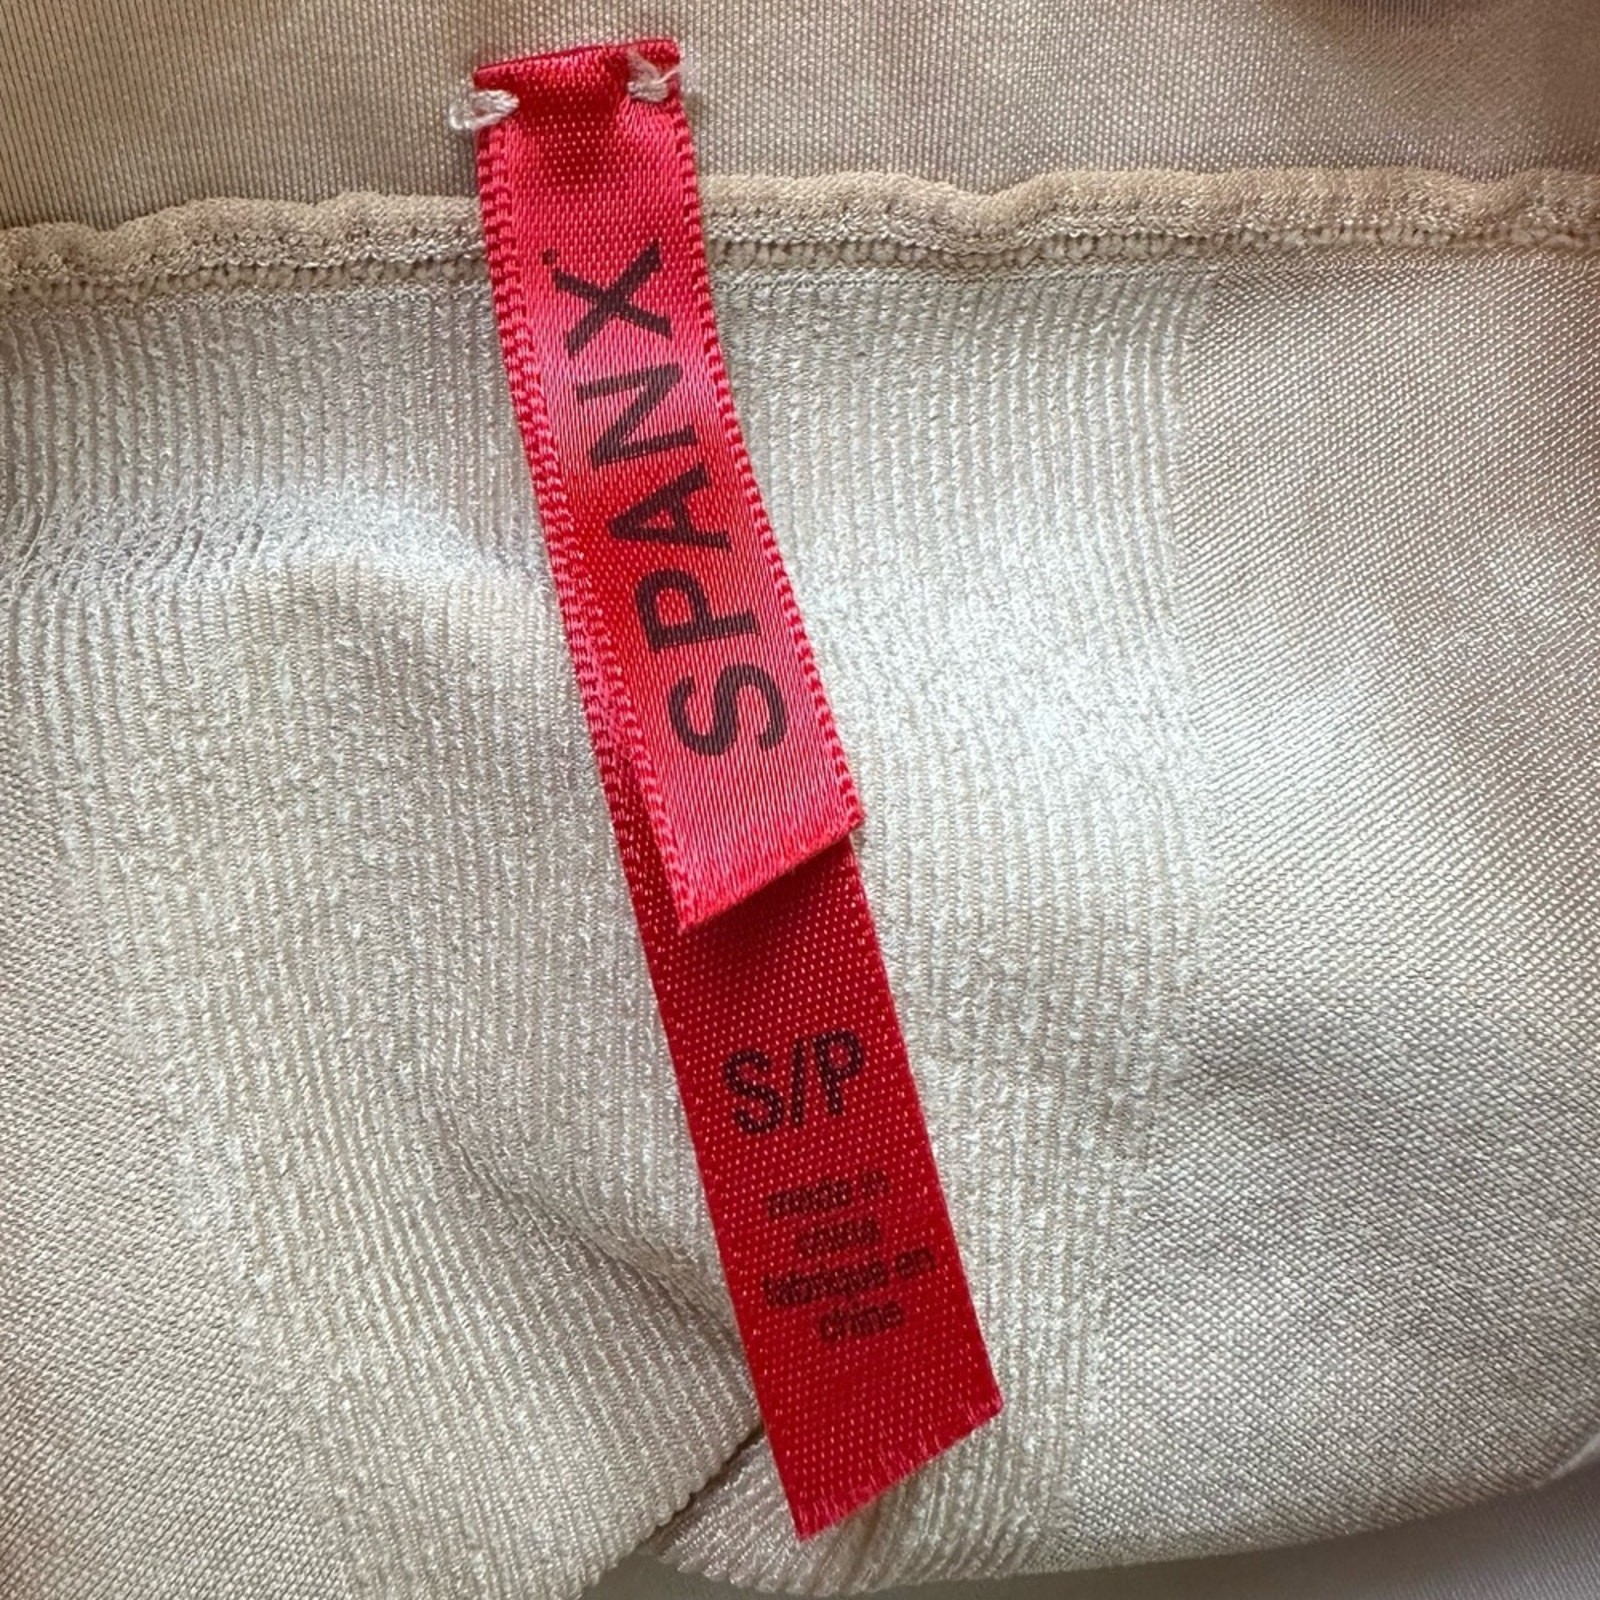 SPANX
S/P
made in
china
fabriqué en
chine